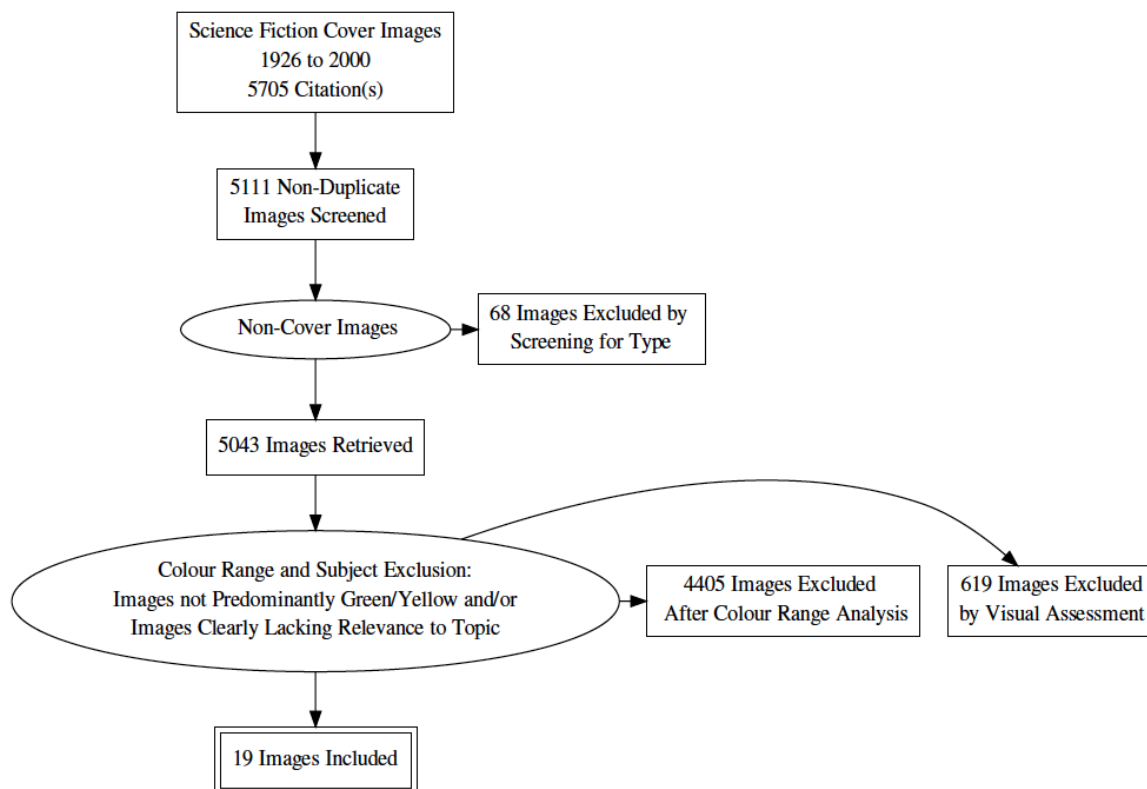 Science Fiction Cover Images
1926 to 2000
5705 Citation(s)
5111 Non-Duplicate
Images Screened
Non-Cover Images
68 Images Excluded by
Screening for Type
5043 Images Retrieved
Colour Range and Subject Exclusion:
Images not Predominantly Green/Yellow and/or
Images Clearly Lacking Relevance to Topic
4405 Images Excluded
After Colour Range Analysis
619 Images Excluded
by Visual Assessment
19 Images Included